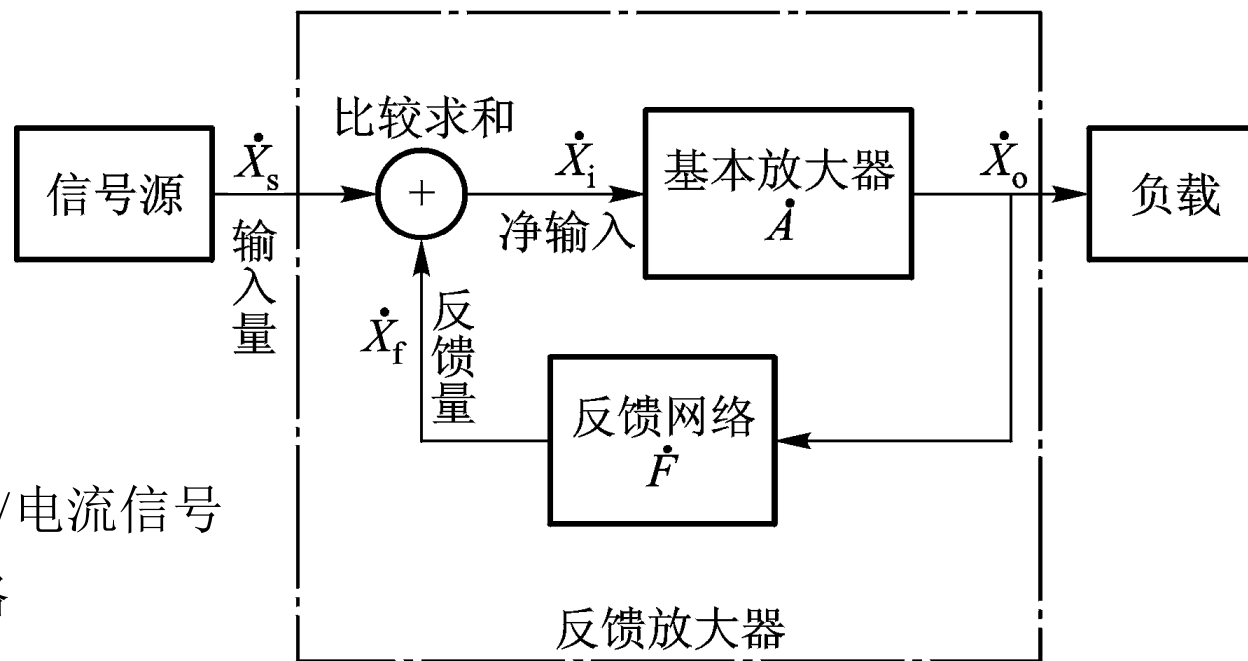 比较求和
信号源
Ẋs
输入量
+
Ẋi
净输入
基本放大器
Ȧ
Ẋo
负载
Ẋf
反馈量
反馈网络
Ḟ
/电流信号
反馈放大器